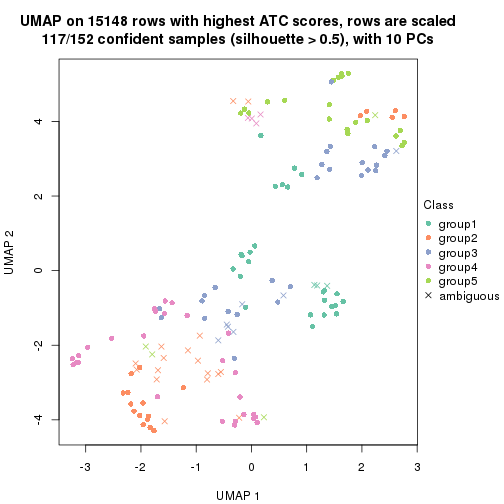 UMAP on 15148 rows with highest ATC scores, rows are scaled
117/152 confident samples (silhouette > 0.5), with 10 PCs
4
2
0
-2
-4
UMAP 2
-3
-2
-1
0
1
2
3
UMAP 1
Class
group1
group2
group3
group4
group5
ambiguous